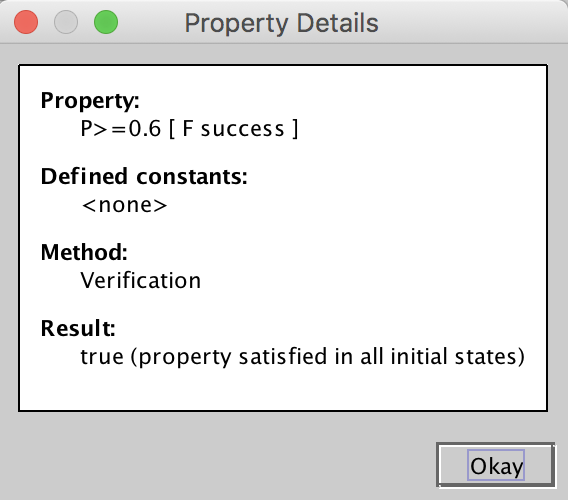 Property Details
Property:
P>=0.6 [ F success ]
Defined constants:
<none>
Method:
Verification
Result:
true (property satisfied in all initial states)
Okay